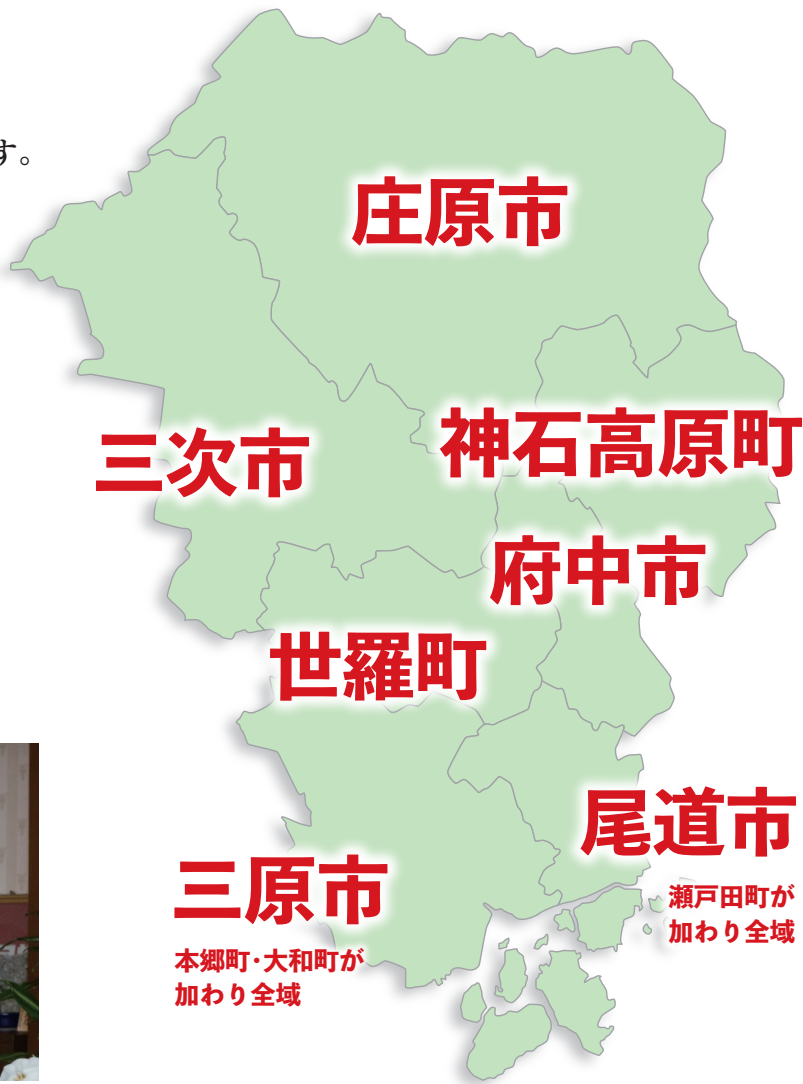 す。
庄原市
神石高原町
三次市
府中市
世羅町
尾道市
瀬戸田町が
加わり全域
三原市
本郷町・大和町が
加わり全域